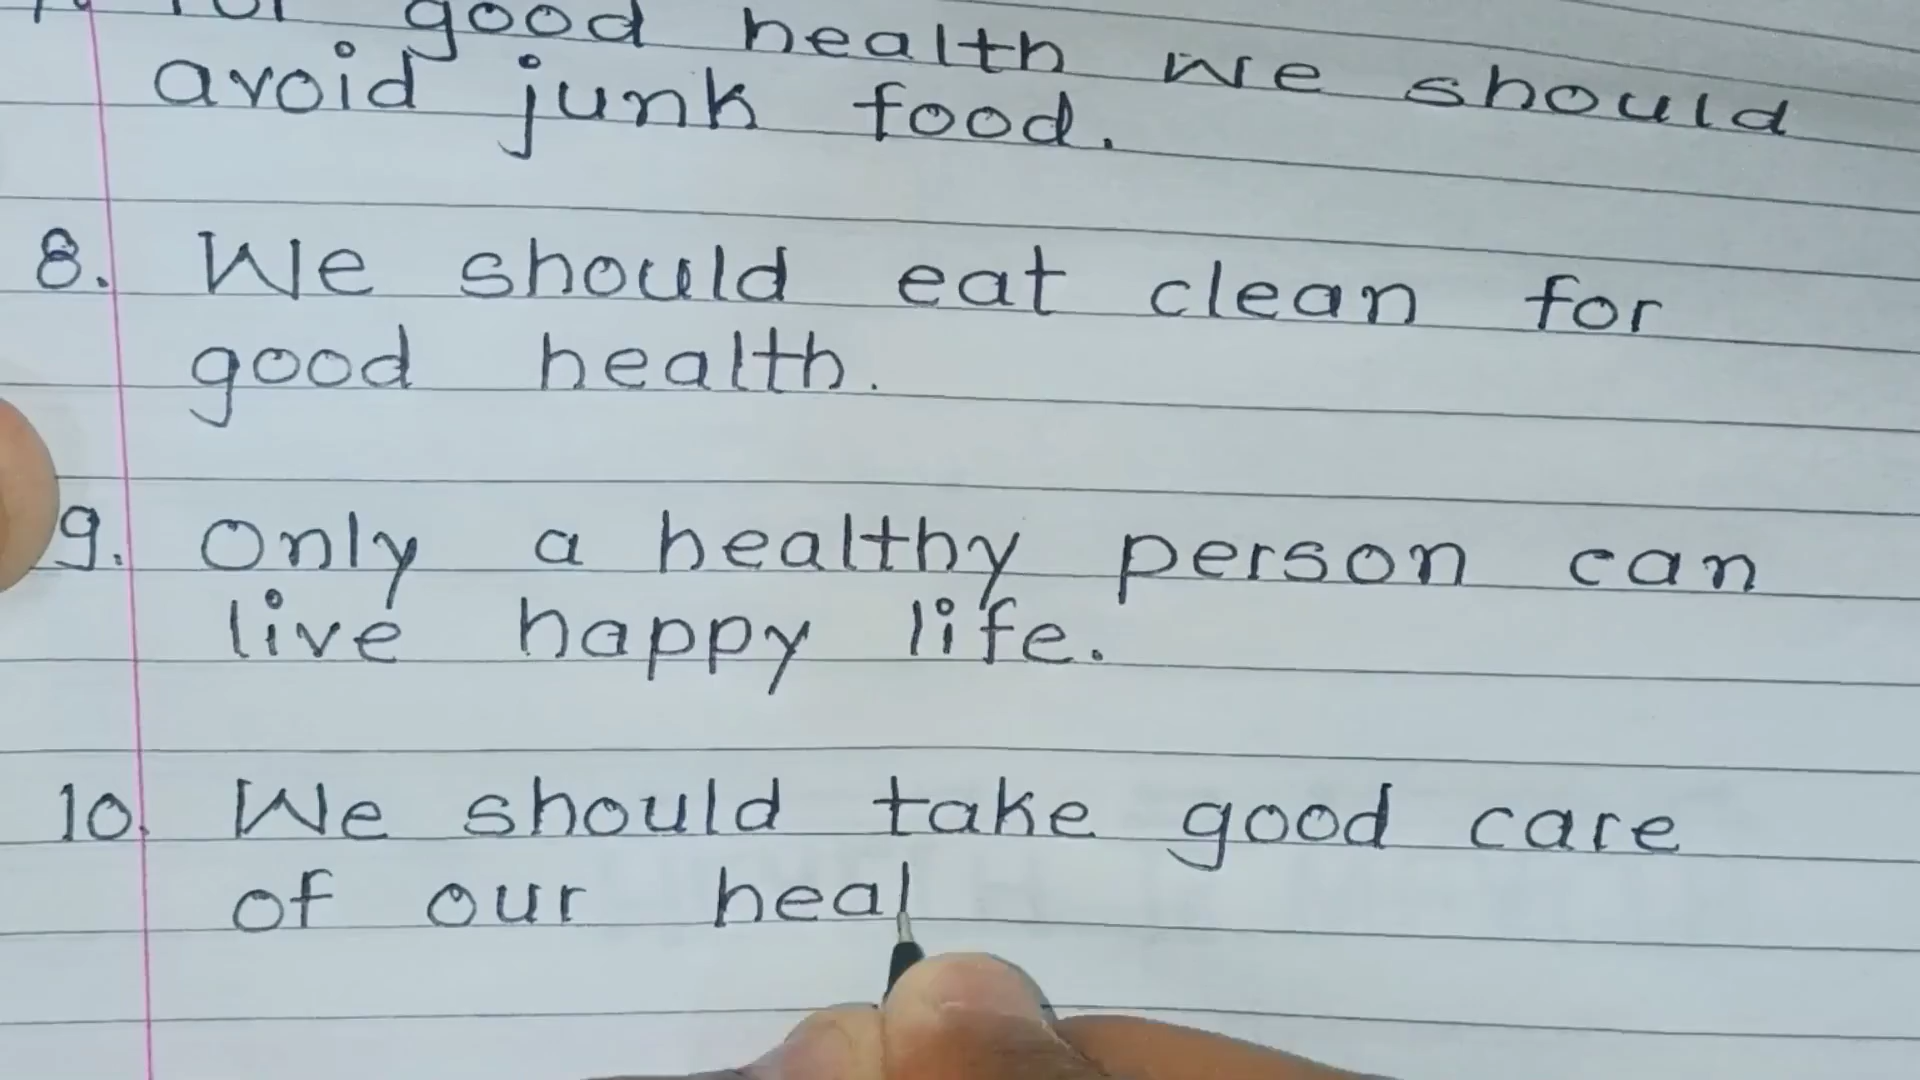 For good health we should
avoid junk food.
8. We should eat clean for
good health.
9. Only a healthy person can
live happy life.
10. We should take good care
of our heal